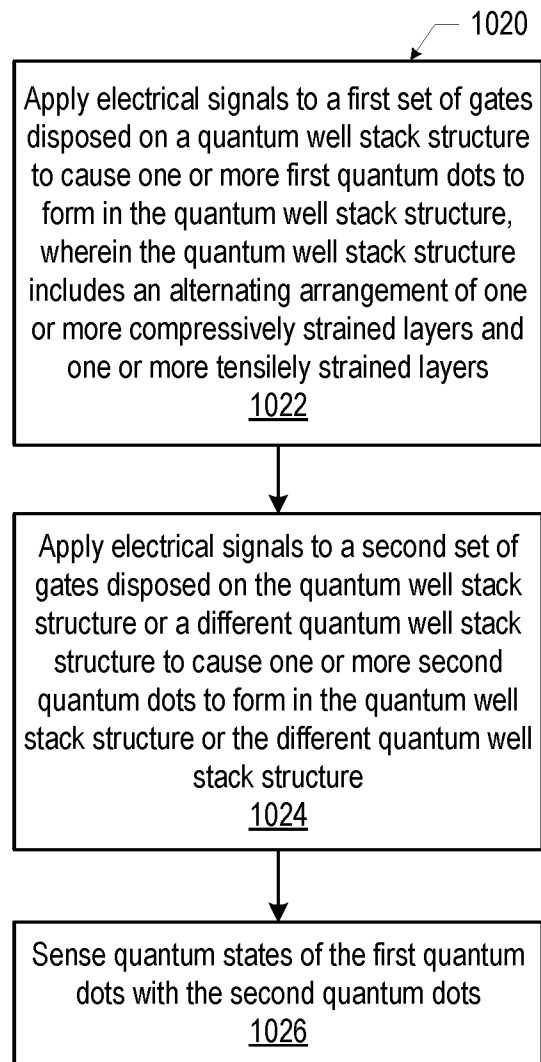 1020
Apply electrical signals to a first set of gates
disposed on a quantum well stack structure
to cause one or more first quantum dots to
form in the quantum well stack structure,
wherein the quantum well stack structure
includes an alternating arrangement of one
or more compressively strained layers and
one or more tensilely strained layers
1022
Apply electrical signals to a second set of
gates disposed on the quantum well stack
structure or a different quantum well stack
structure to cause one or more second
quantum dots to form in the quantum well
stack structure or the different quantum well
stack structure
1024
Sense quantum states of the first quantum
dots with the second quantum dots
1026